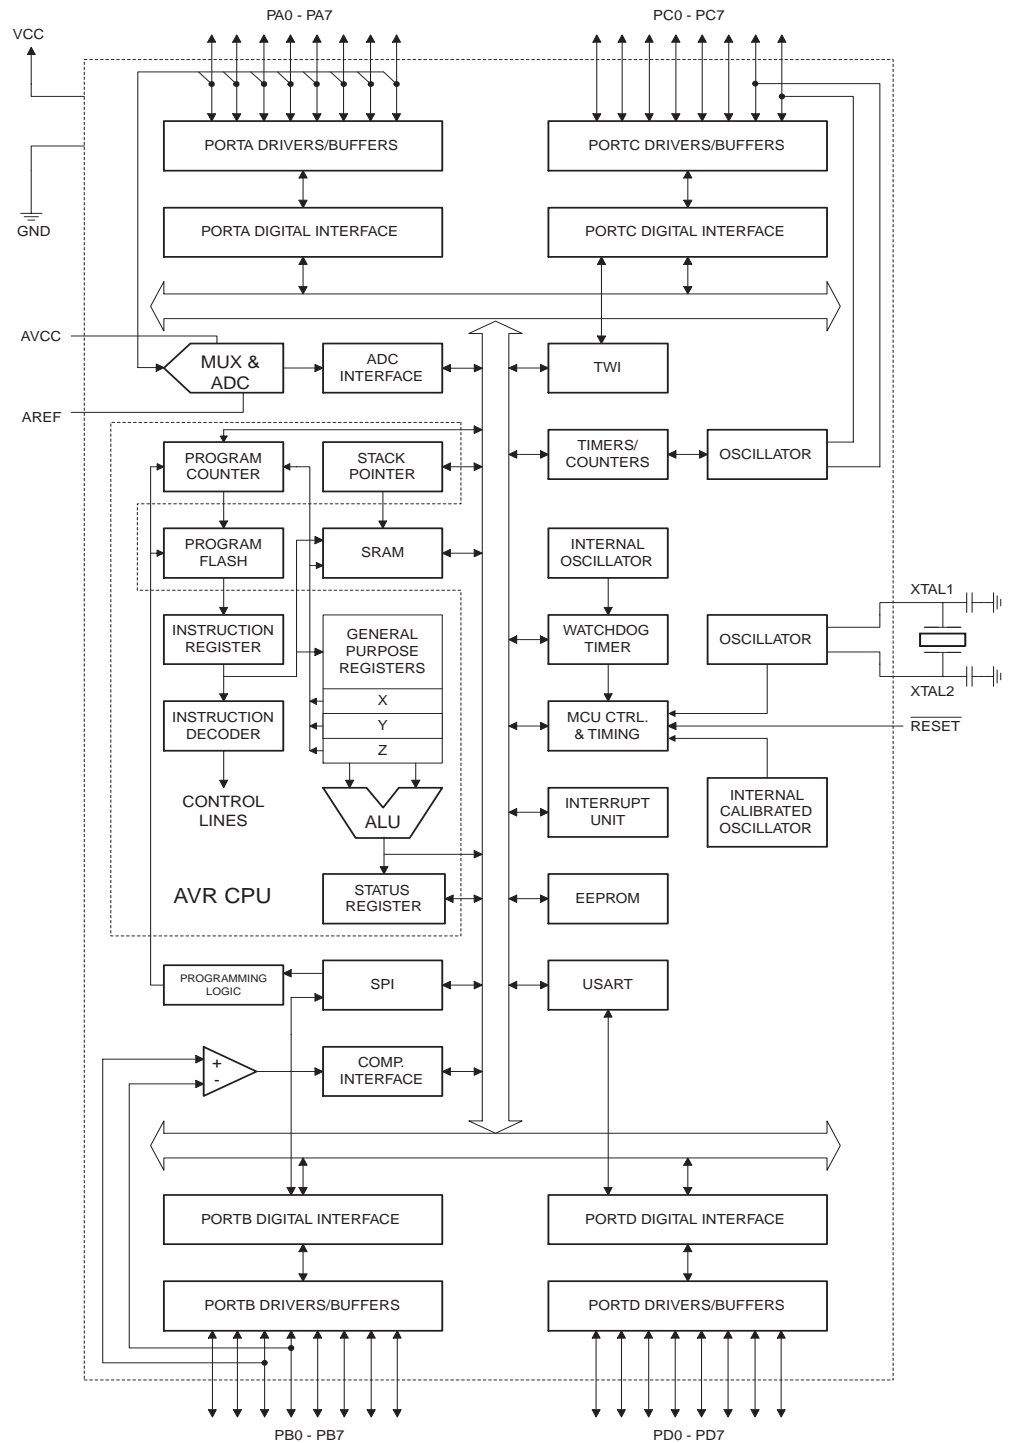 PA0 - PA7
PC0 - PC7
VCC
PORTA DRIVERS/BUFFERS
PORTC DRIVERS/BUFFERS
GND
PORTA DIGITAL INTERFACE
PORTC DIGITAL INTERFACE
AVCC
MUX &
ADC
ADC
INTERFACE
TWI
AREF
PROGRAM
COUNTER
STACK
POINTER
TIMERS/
COUNTERS
OSCILLATOR
PROGRAM
FLASH
SRAM
INTERNAL
OSCILLATOR
XTAL1
INSTRUCTION
REGISTER
GENERAL
PURPOSE
REGISTERS
WATCHDOG
TIMER
OSCILLATOR
XTAL2
X
Y
Z
INSTRUCTION
DECODER
MCU CTRL.
& TIMING
RESET
CONTROL
LINES
ALU
INTERRUPT
UNIT
INTERNAL
CALIBRATED
OSCILLATOR
AVR CPU
STATUS
REGISTER
EEPROM
PROGRAMMING
LOGIC
SPI
USART
+
-
COMP.
INTERFACE
PORTB DIGITAL INTERFACE
PORTD DIGITAL INTERFACE
PORTB DRIVERS/BUFFERS
PORTD DRIVERS/BUFFERS
PB0 - PB7
PD0 - PD7